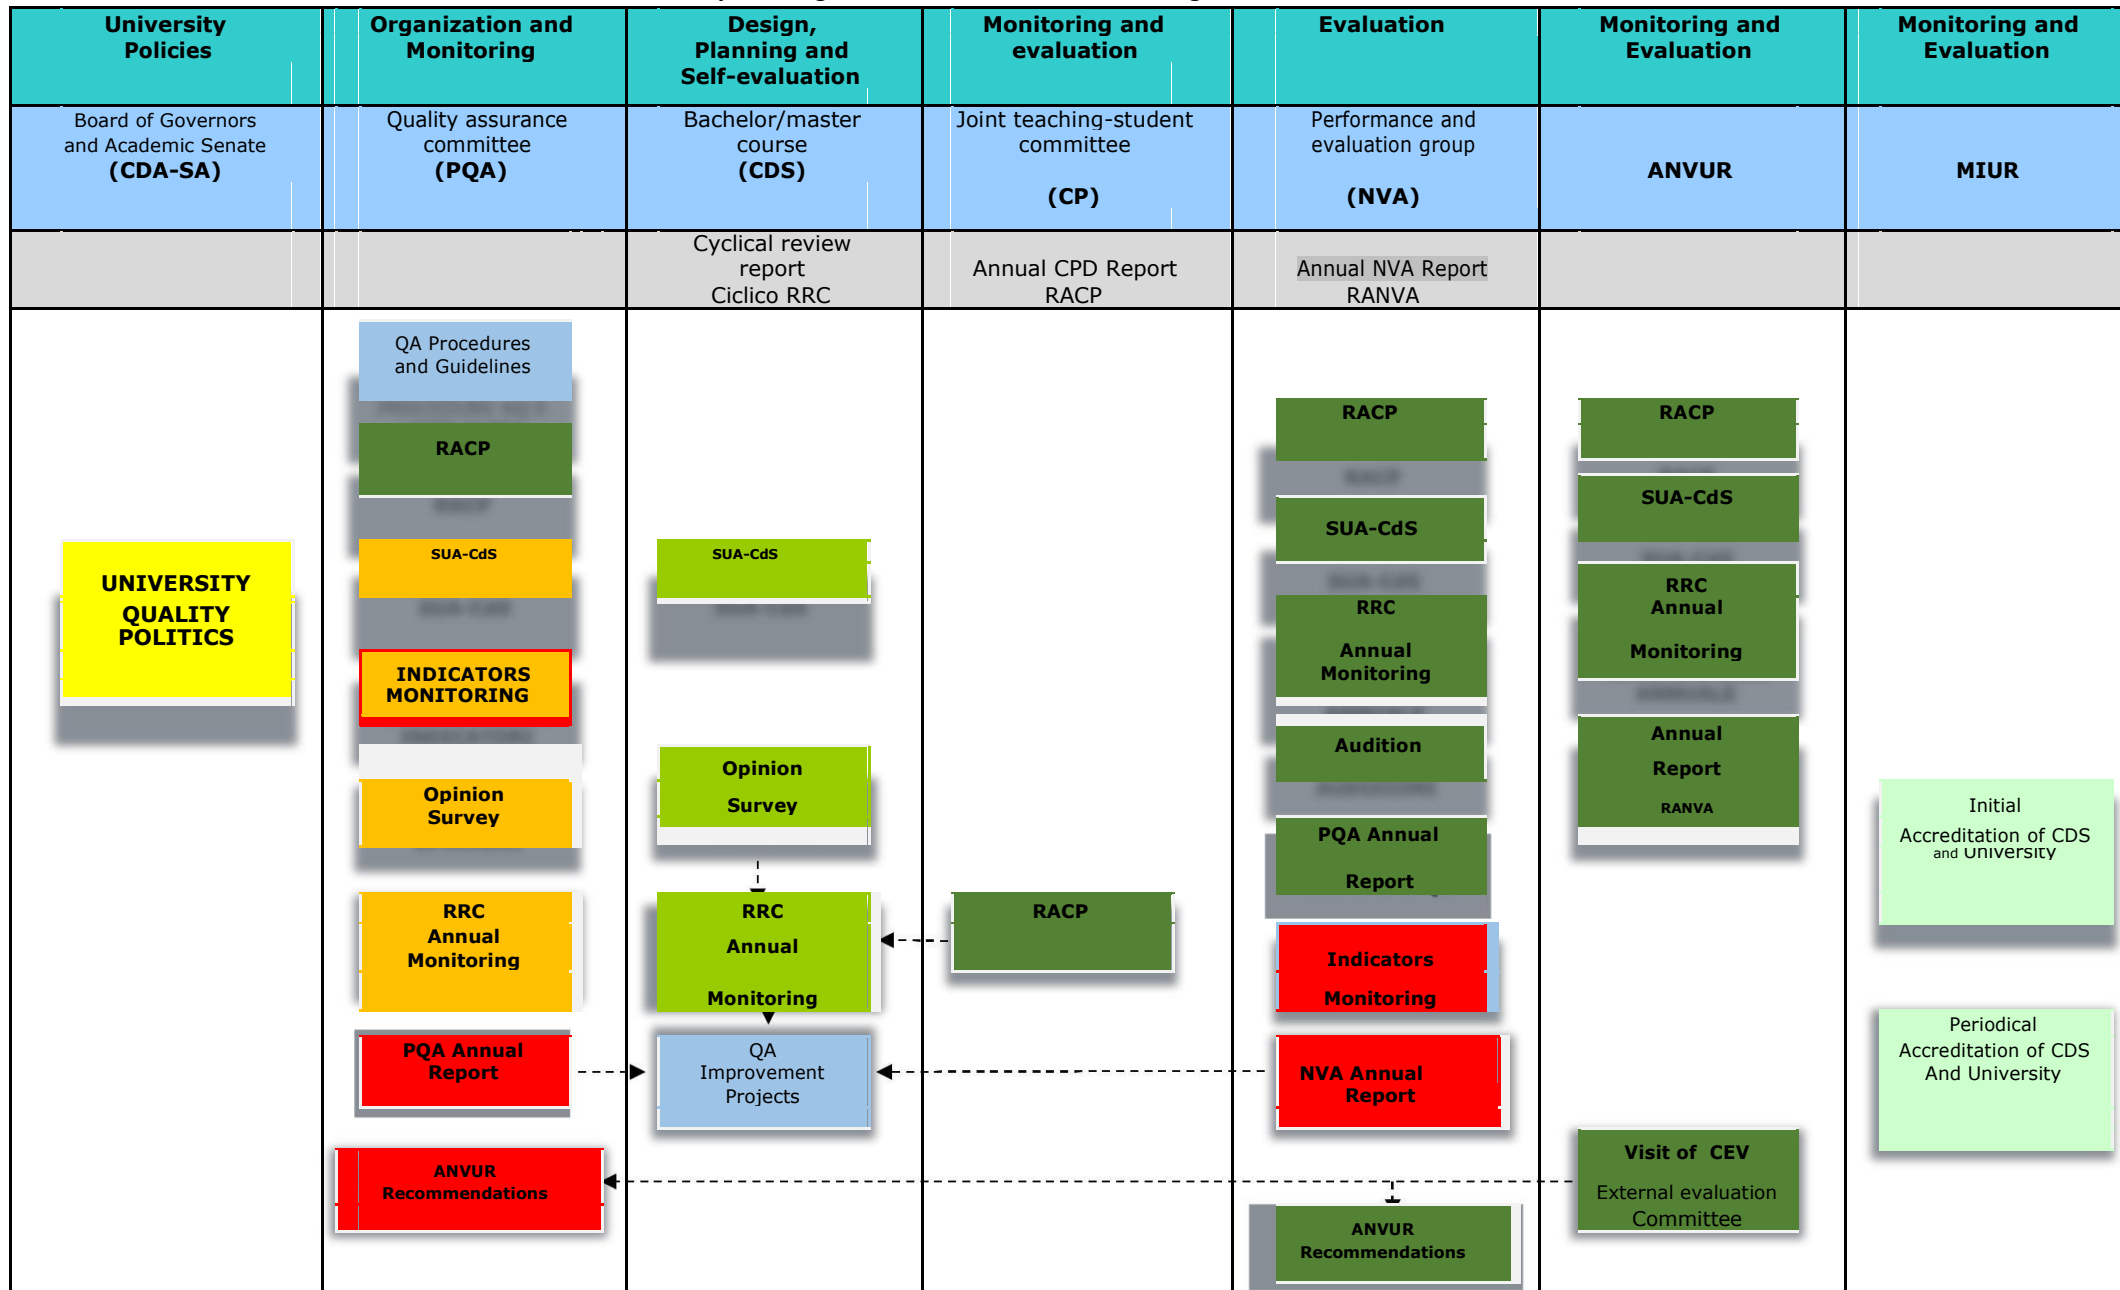 University
Policies
Organization and
Monitoring
Design,
Planning and
Self-evaluation
Monitoring and
evaluation
Evaluation
Monitoring and
Evaluation
Monitoring and
Evaluation
Board of Governors
and Academic Senate
(CDA-SA)
Quality assurance
committee
(PQA)
Bachelor/master
course
(CDS)
Joint teaching-student
committee
(CP)
Performance and
evaluation group
(NVA)
ANVUR
MIUR
Cyclical review
report
Ciclico RRC
Annual CPD Report
RACP
Annual NVA Report
RANVA
UNIVERSITY
QUALITY
POLITICS
QA Procedures
and Guidelines
RACP
SUA-CdS
INDICATORS
MONITORING
Opinion
Survey
RRC
Annual
Monitoring
PQA Annual
Report
ANVUR
Recommendations
SUA-CdS
Opinion
Survey
RRC
Annual
Monitoring
QA
Improvement
Projects
RACP
RACP
SUA-CdS
RRC
Annual
Monitoring
Audition
PQA Annual
Report
Indicators
Monitoring
NVA Annual
Report
ANVUR
Recommendations
RACP
SUA-CdS
RRC
Annual
Monitoring
Annual
Report
RANVA
Visit of CEV
External evaluation
Committee
Initial
Accreditation of CDS
and University
Periodical
Accreditation of CDS
And University